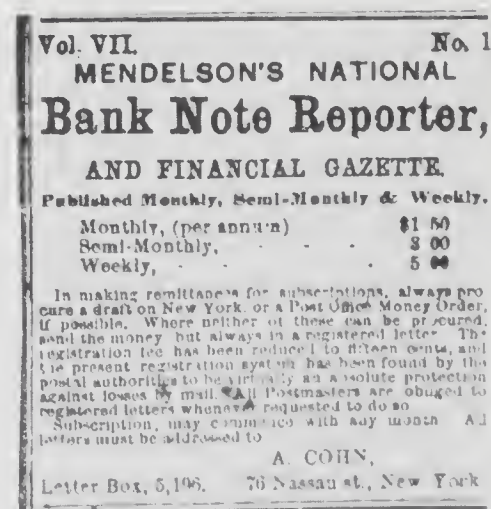 Vol. VII. No. 1
MENDELSON'S NATIONAL
Bank Note Reporter,
AND FINANCIAL GAZETTE.
Published Monthly, Semi-Monthly & Weekly.
Monthly, (per annum) $1 50
Semi-Monthly, - - - 3 00
Weekly, - - - 5 00
In making remittances for subscriptions, always pro
cure a draft on New York, or a Post Office Money Order,
if possible. Where neither of these can be procured,
send the money but always in a registered letter. The
registration fee has been reduced to fifteen cents, and
the present registration system has been found by the
postal authorities to be virtually an absolute protection
against losses by mail. All Postmasters are obliged to
registered letters whenever requested to do so
Subscription, may commence with any month All
letters must be addressed to
A. COHN,
Letter Box, 5,196. 76 Nassau st., New York